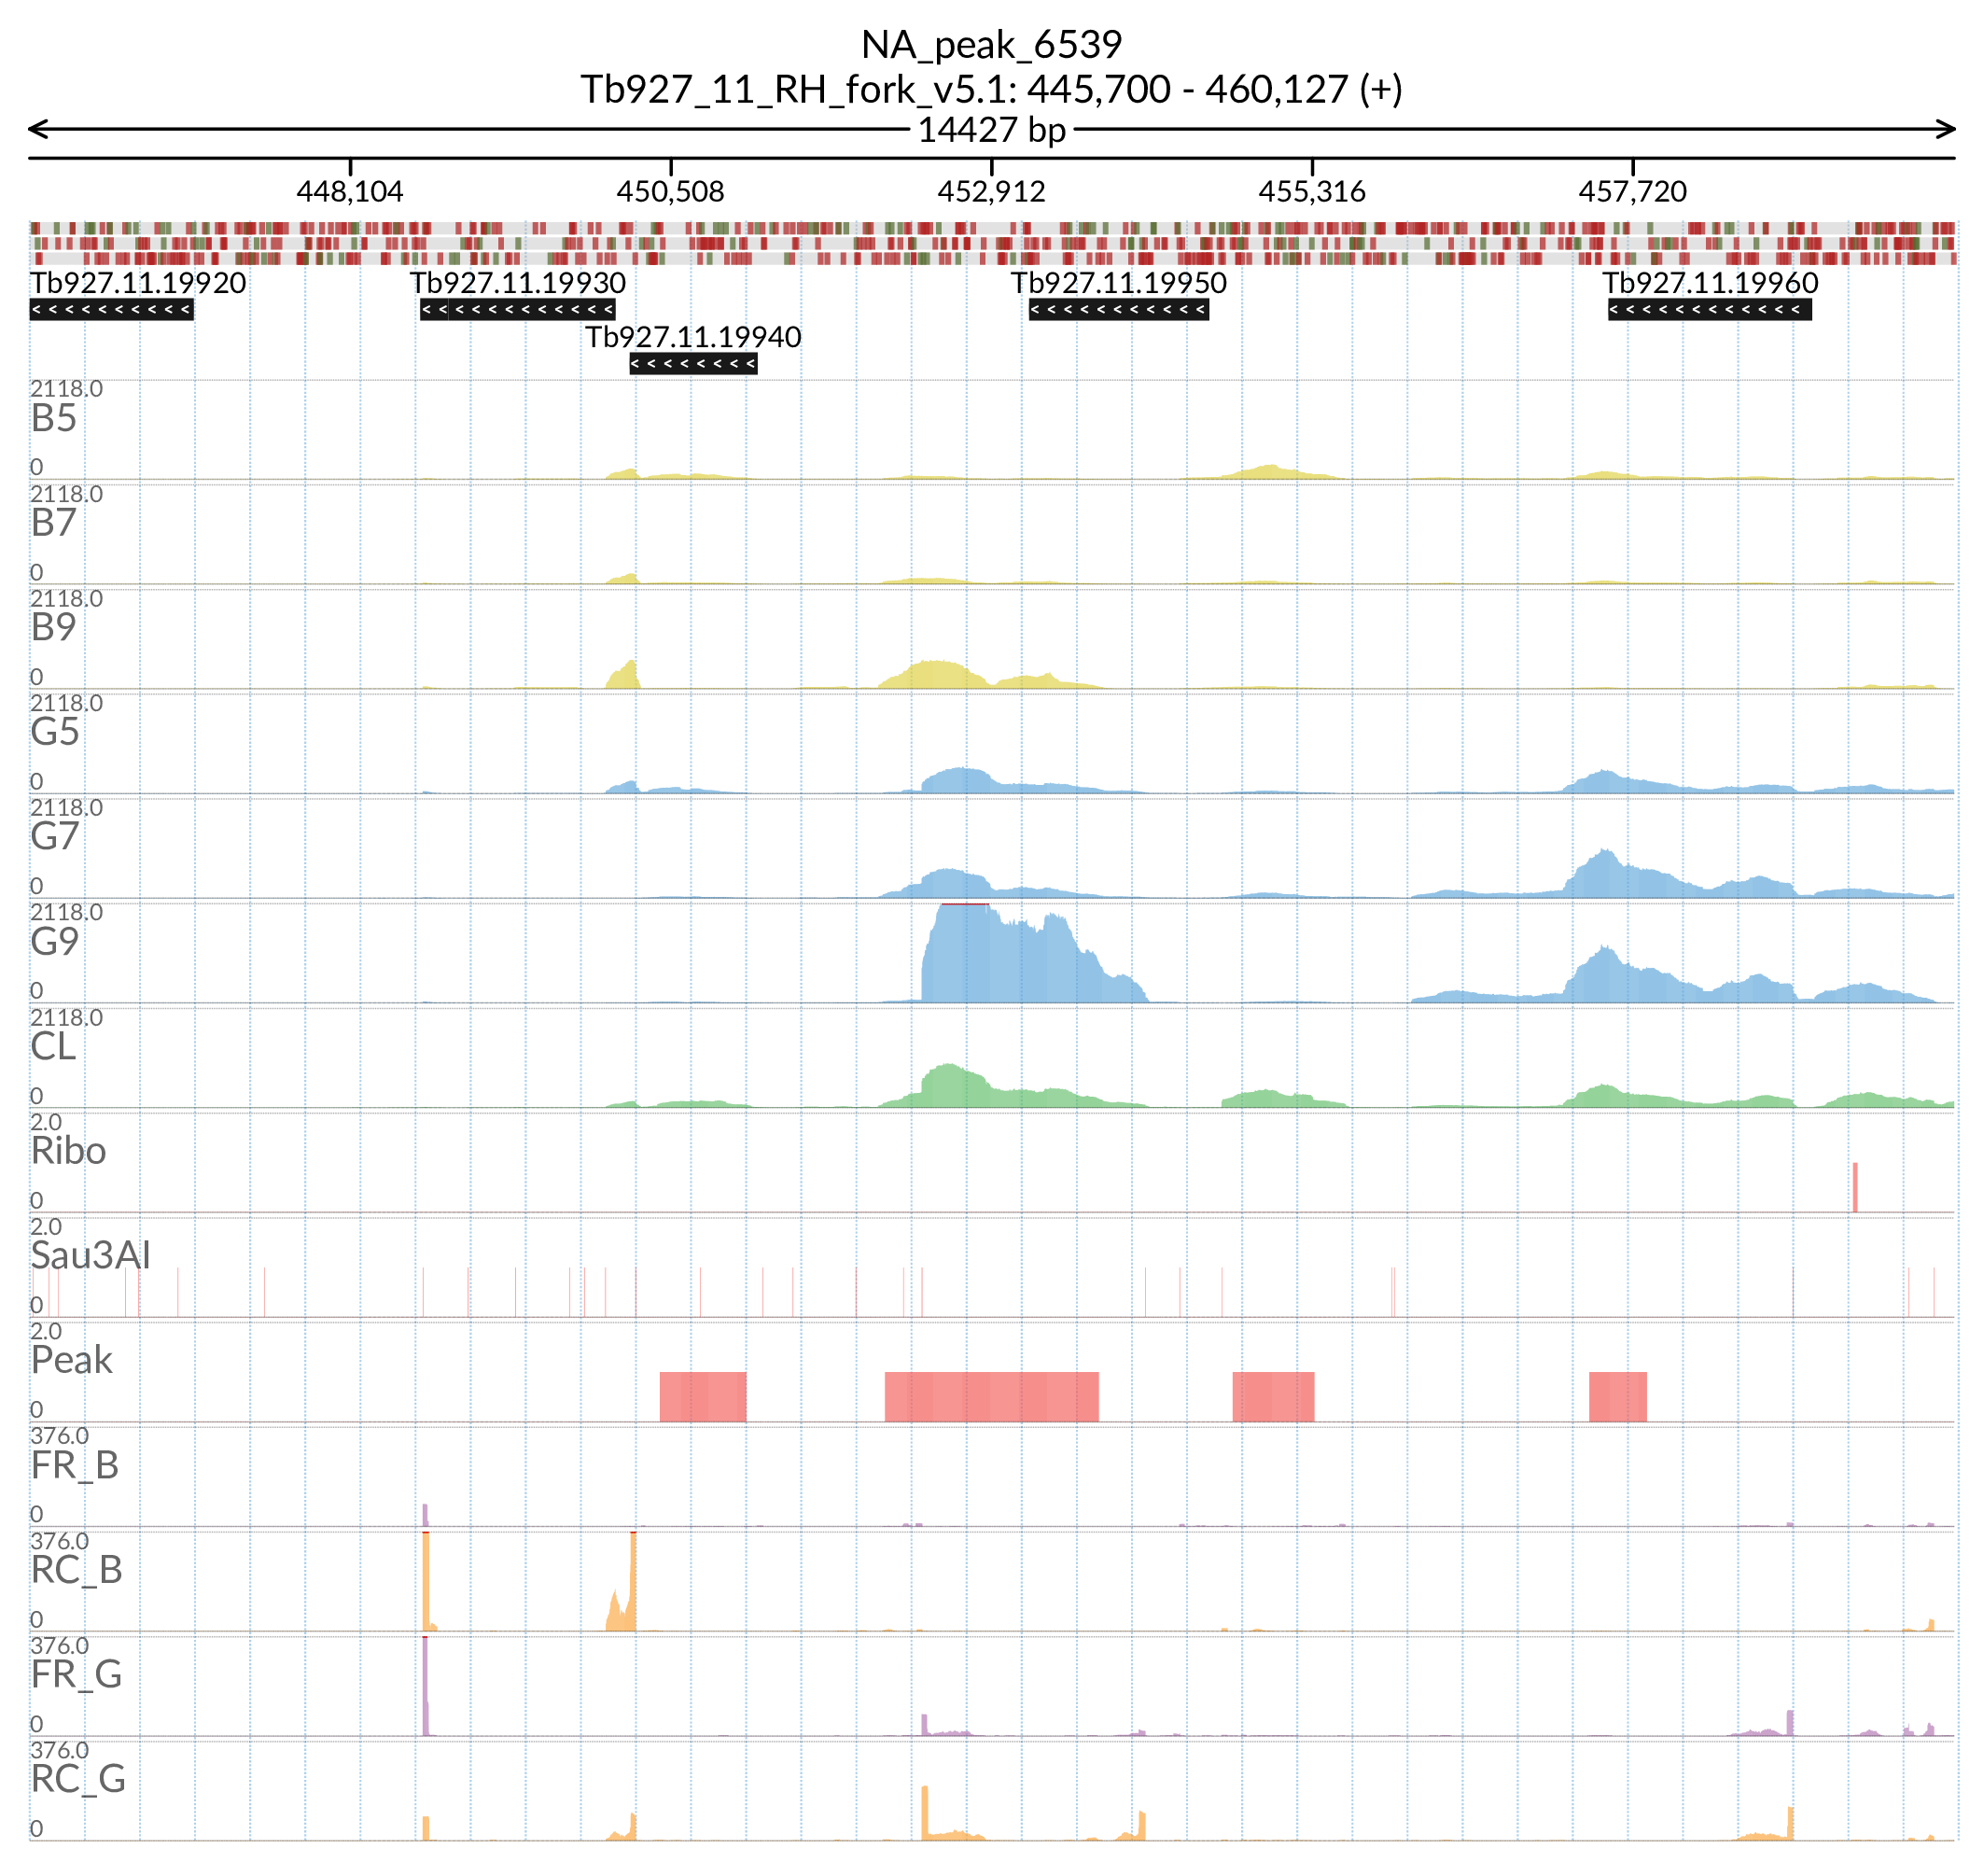 NA_peak_6539
Tb927_11_RH_fork_v5.1: 445,700 - 460,127 (+)
14427 bp
448,104 450,508 452,912 455,316 457,720
Tb927.11.19920 Tb927.11.19930 Tb927.11.19950 Tb927.11.19960
Tb927.11.19940
2118.0
B5
0
2118.0
B7
0
2118.0
B9
0
2118.0
G5
0
2118.0
G7
0
2118.0
G9
0
2118.0
CL
0
2.0
Ribo
0
2.0
Sau3AI
0
2.0
Peak
0
376.0
FR_B
0
376.0
RC_B
0
376.0
FR_G
0
376.0
RC_G
0